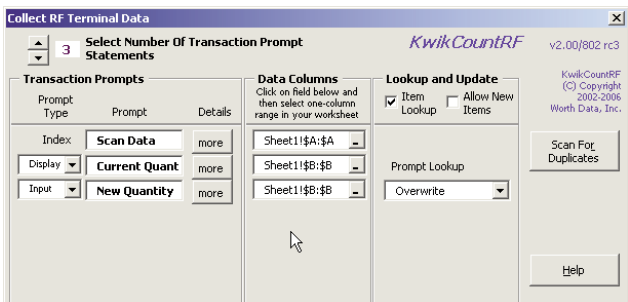 Collect RF Terminal Data
3
Select Number Of Transaction Prompt
Statements
KwikCountRF
v2.00/802 rc3
KwikCountRF
(C) Copyright
2002-2006
Worth Data, Inc.
Transaction Prompts
Prompt
Type
Prompt
Details
Index
Scan Data
more
Display
Current Quant
more
Input
New Quantity
more
Data Columns
Click on field below and
then select one-column
range in your worksheet
Sheet1!$A:$A
Sheet1!$B:$B
Sheet1!$B:$B
Lookup and Update
Item
Lookup
Allow New
Items
Prompt Lookup
Overwrite
Scan For
Duplicates
Help